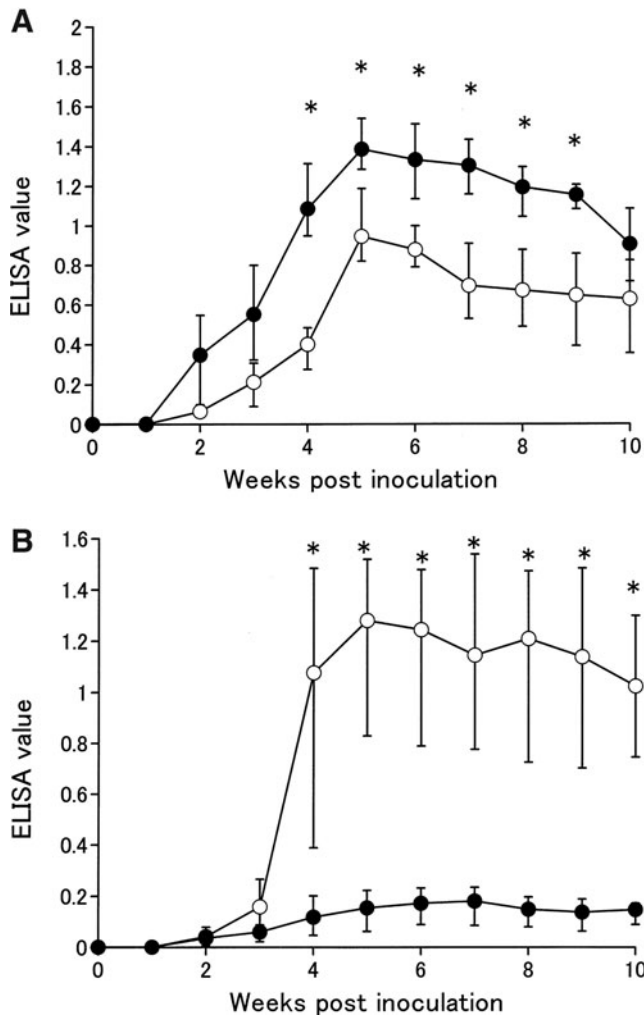 A
2
1.8
1.6
1.4
1.2
1
0.8
0.6
0.4
0.2
0
ELISA value
* * * * * *
0 2 4 6 8 10
Weeks post inoculation
B
1.6
1.4
1.2
1
0.8
0.6
0.4
0.2
0
ELISA value
* * * * * * *
0 2 4 6 8 10
Weeks post inoculation